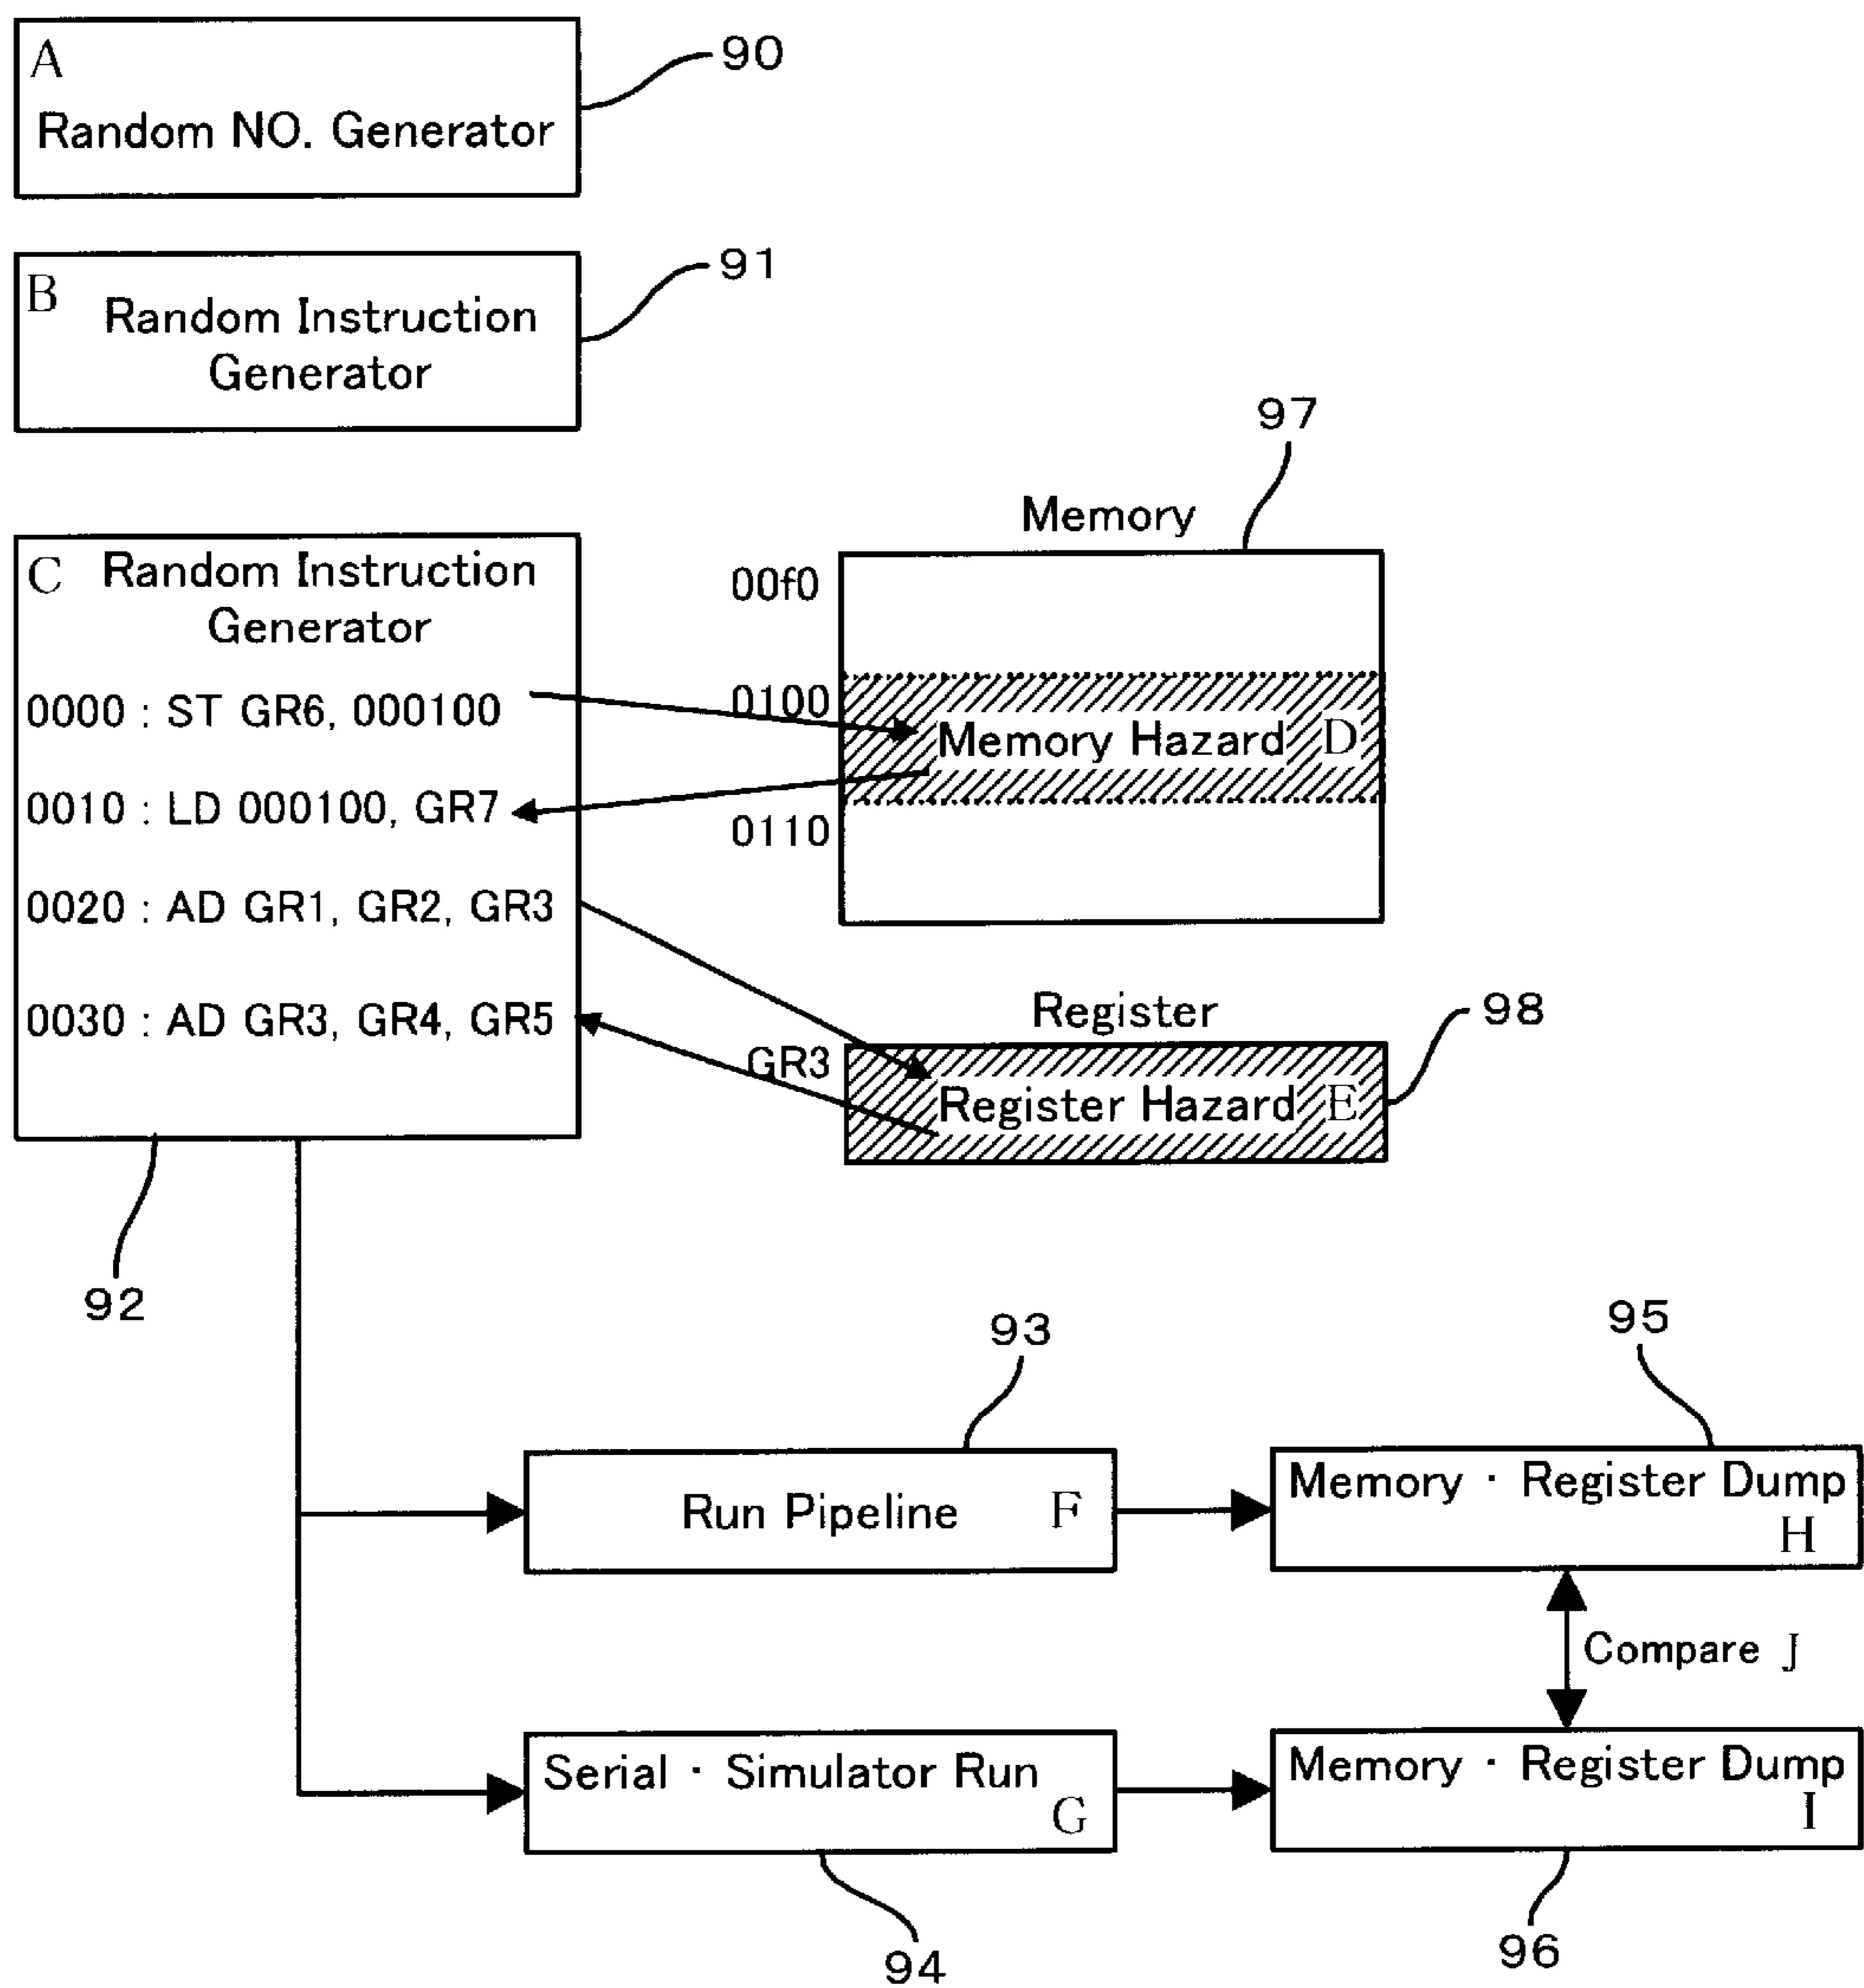 A
90
Random NO. Generator
B
91
Random Instruction
Generator
97
Memory
C Random Instruction
Generator
00f0
0000 : ST GR6, 000100
0100
Memory Hazard D
0010 : LD 000100, GR7
0110
0020 : AD GR1, GR2, GR3
0030 : AD GR3, GR4, GR5
Register
98
GR3
Register Hazard E
92
93
95
Run Pipeline F
Memory · Register Dump
H
Compare J
Serial · Simulator Run
G
Memory · Register Dump
I
94
96